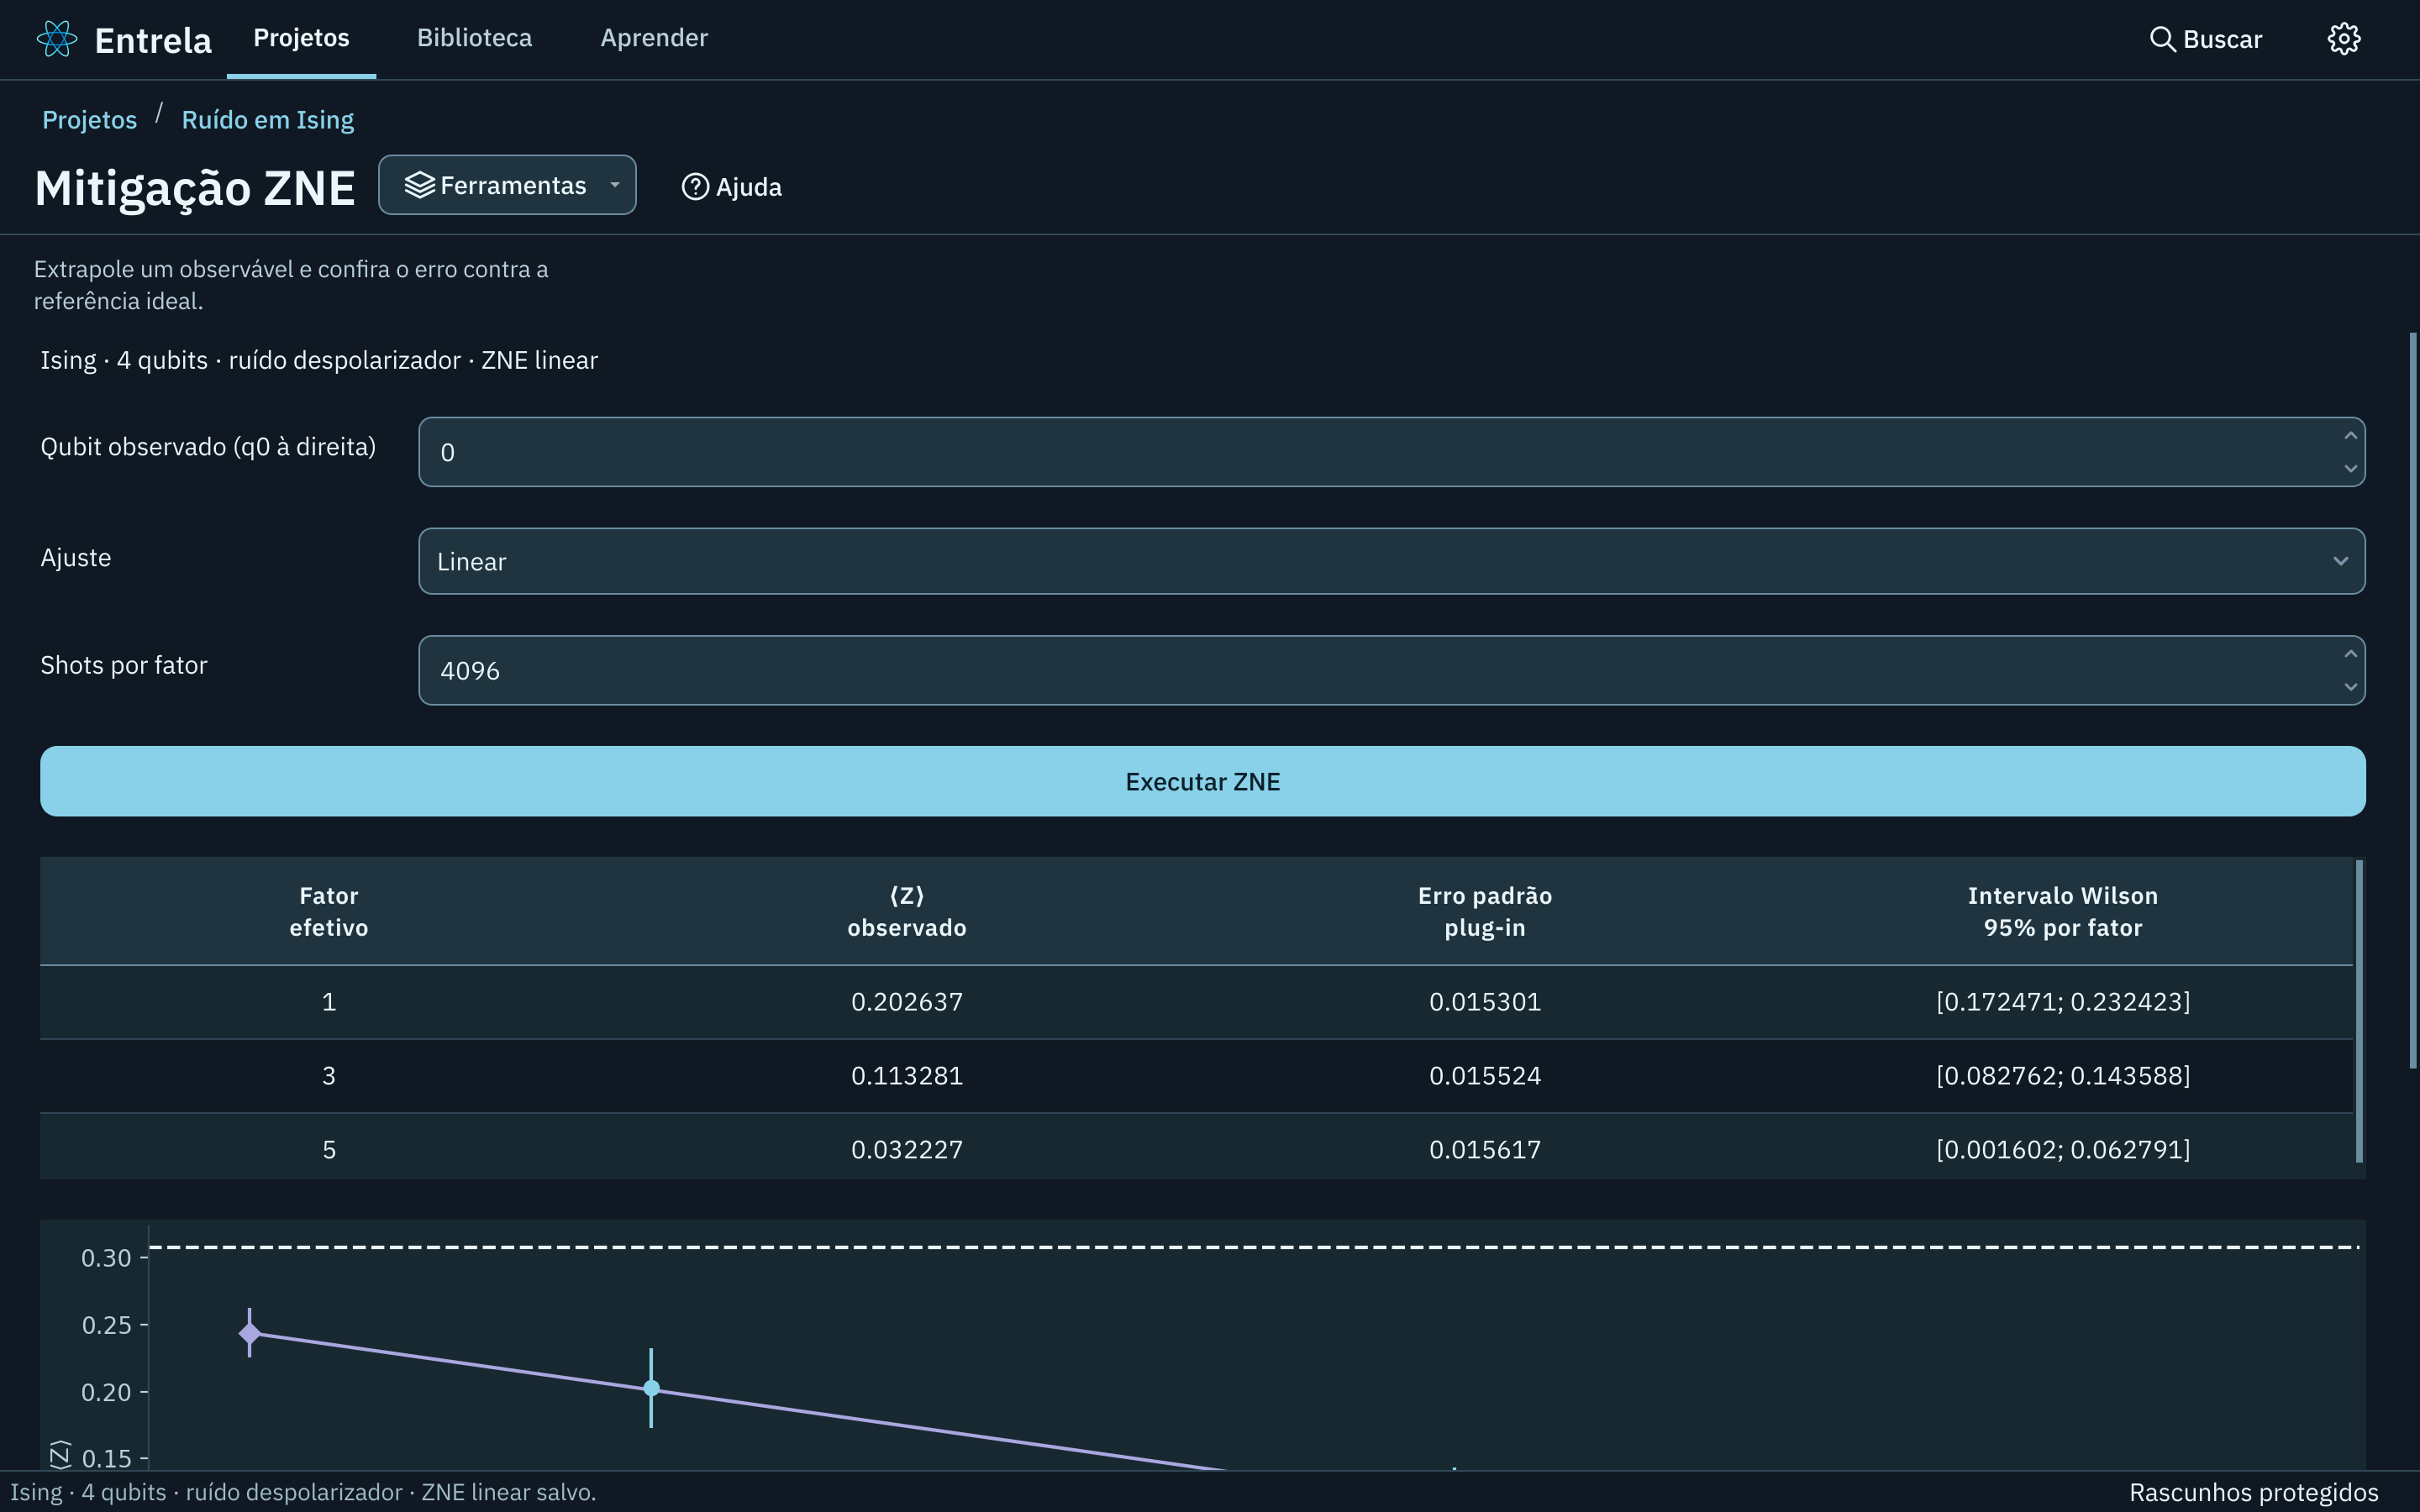 Entrela
Projetos
Biblioteca
Aprender
Buscar
Projetos / Ruído em Ising
Mitigação ZNE
Ferramentas
Ajuda
Extrapole um observável e confira o erro contra a
referência ideal.
Ising · 4 qubits · ruído despolarizador · ZNE linear
Qubit observado (q0 à direita)
0
Ajuste
Linear
Shots por fator
4096
Executar ZNE
Fator
efetivo
⟨Z⟩
observado
Erro padrão
plug-in
Intervalo Wilson
95% por fator
1 0.202637 0.015301 [0.172471; 0.232423]
3 0.113281 0.015524 [0.082762; 0.143588]
5 0.032227 0.015617 [0.001602; 0.062791]
0.30
0.25
0.20
0.15
⟨Z⟩
Ising · 4 qubits · ruído despolarizador · ZNE linear salvo.
Rascunhos protegidos